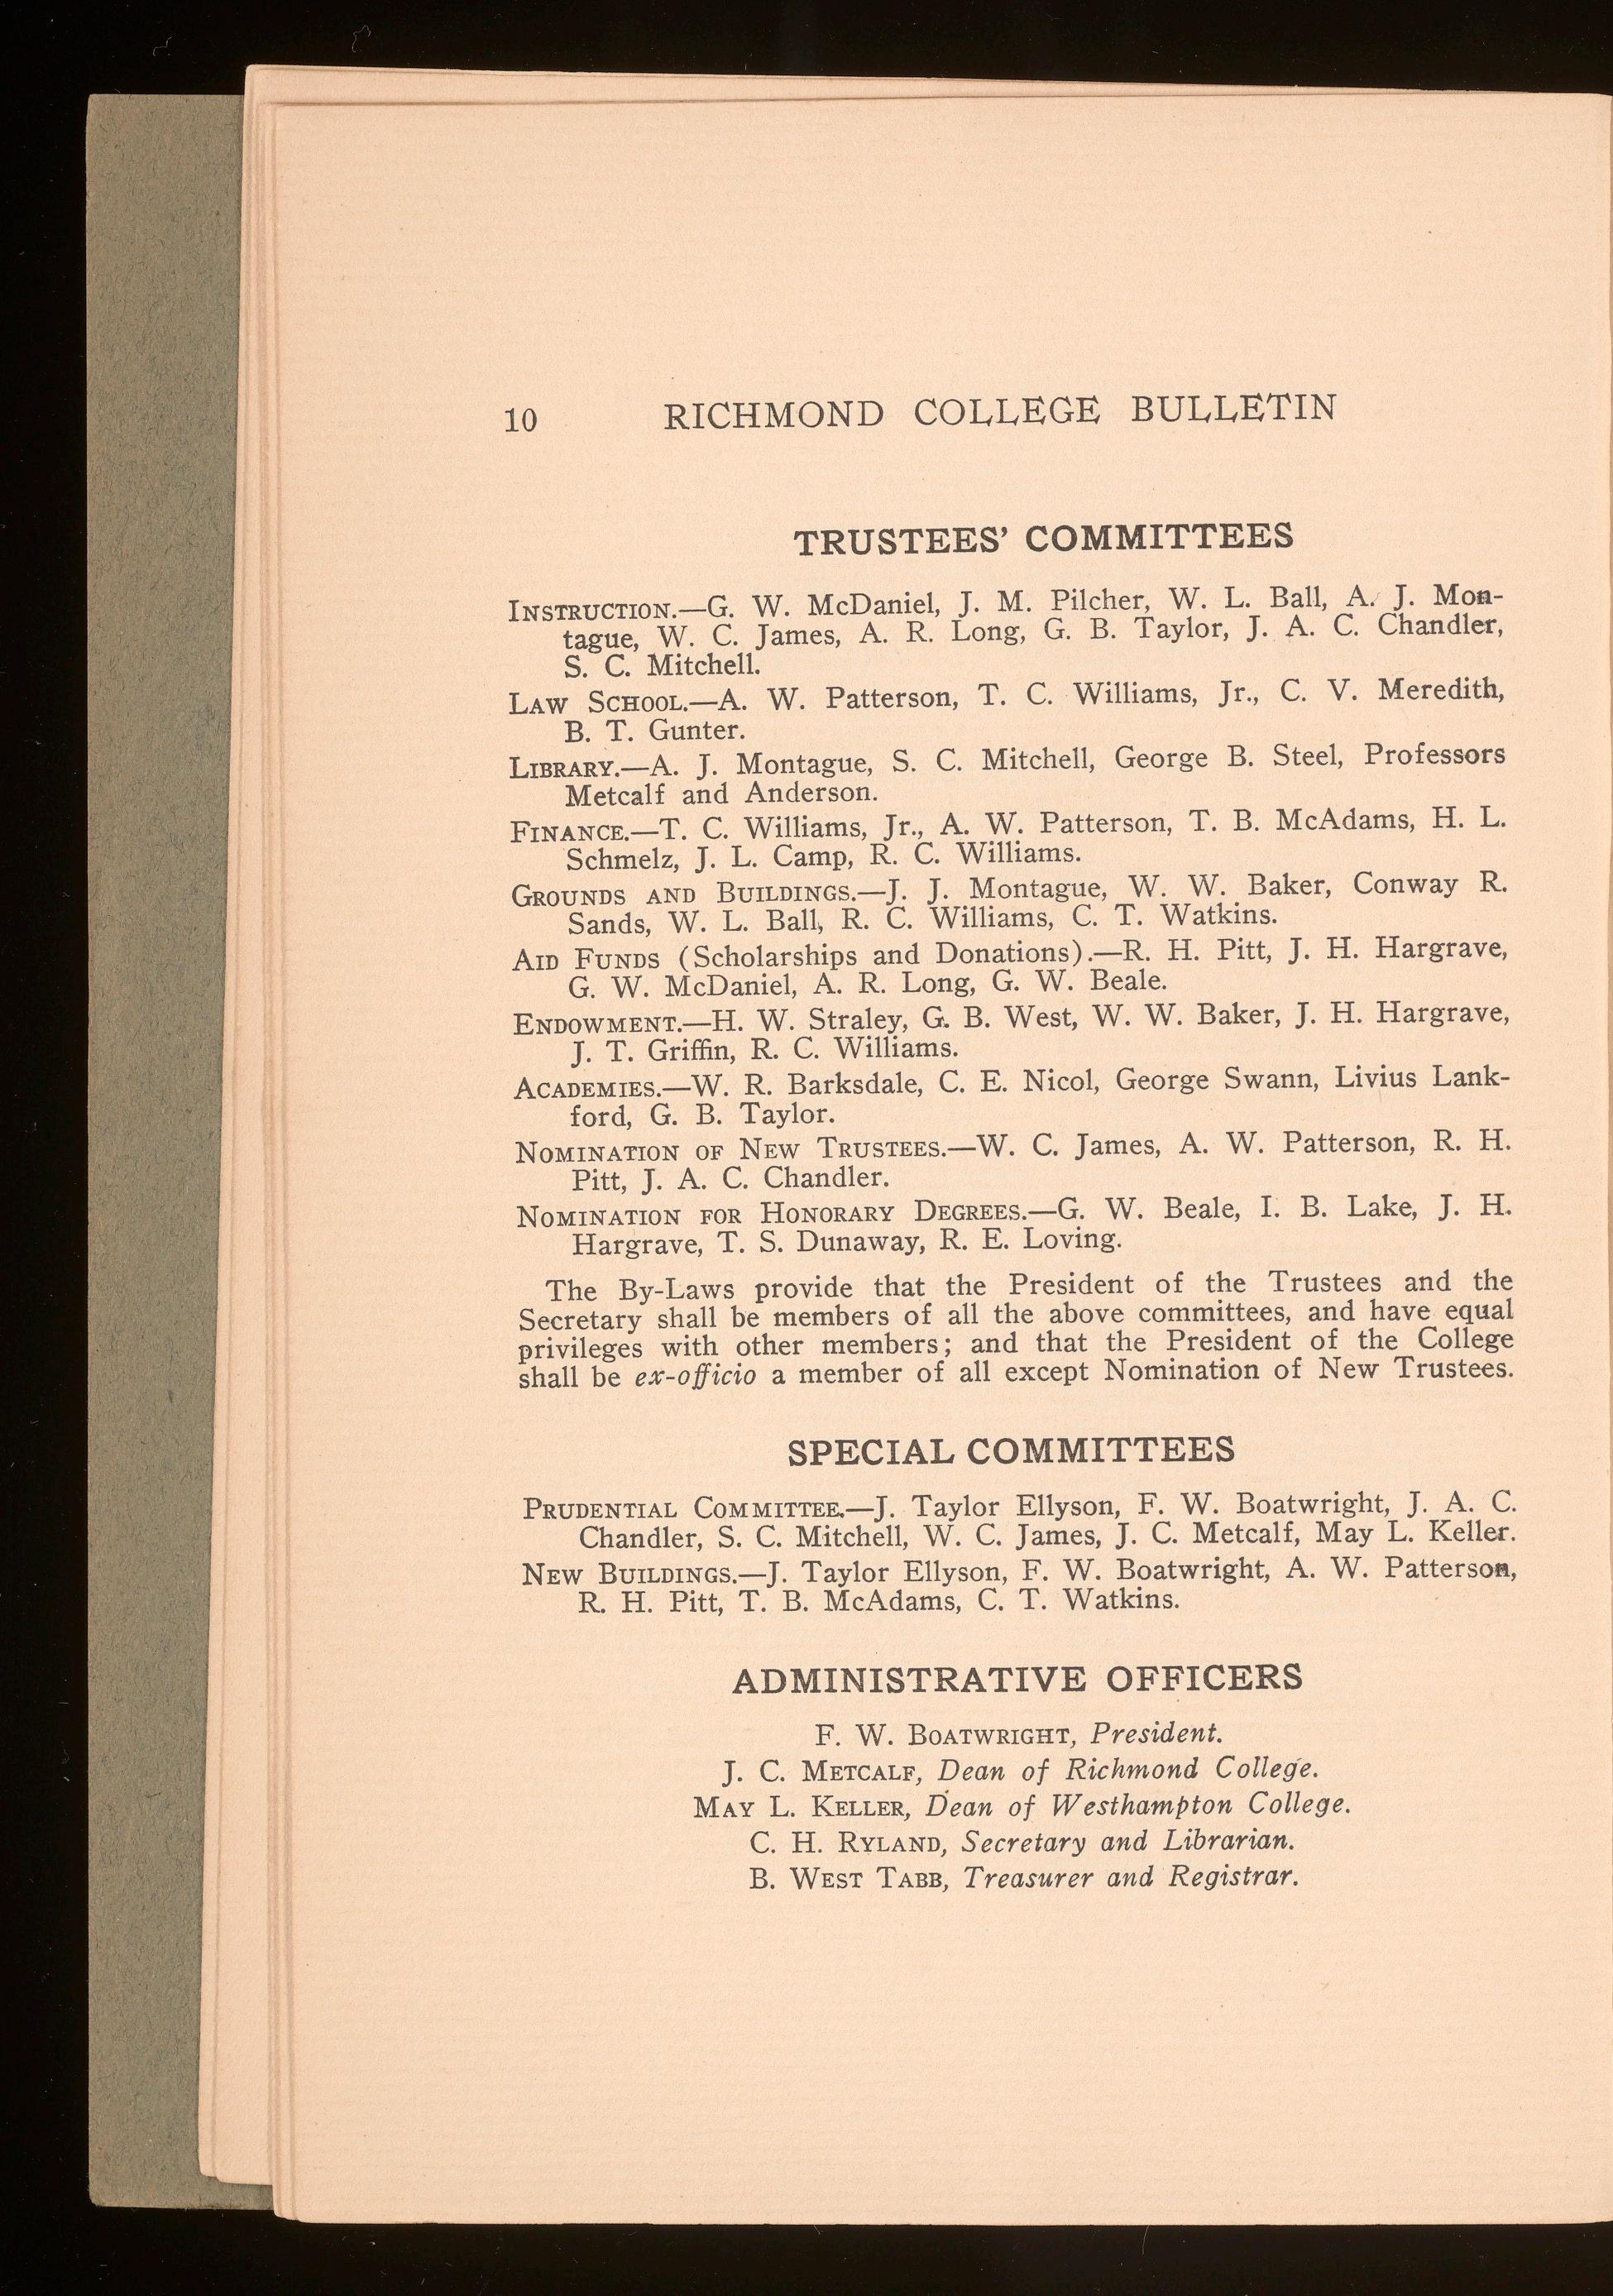 10 RICHMOND COLLEGE BULLETIN
TRUSTEES' COMMITTEES
INSTRUCTION.—G. W. McDaniel, J. M. Pilcher, W. L. Ball, A. J. Mon-
tague, W. C. James, A. R. Long, G. B. Taylor, J. A. C. Chandler,
S. C. Mitchell.
LAW SCHOOL.—A. W. Patterson, T. C. Williams, Jr., C. V. Meredith,
B. T. Gunter.
LIBRARY.—A. J. Montague, S. C. Mitchell, George B. Steel, Professors
Metcalf and Anderson.
FINANCE.—T. C. Williams, Jr., A. W. Patterson, T. B. McAdams, H. L.
Schmelz, J. L. Camp, R. C. Williams.
GROUNDS AND BUILDINGS.—J. J. Montague, W. W. Baker, Conway R.
Sands, W. L. Ball, R. C. Williams, C. T. Watkins.
AID FUNDS (Scholarships and Donations).—R. H. Pitt, J. H. Hargrave,
G. W. McDaniel, A. R. Long, G. W. Beale.
ENDOWMENT.—H. W. Straley, G. B. West, W. W. Baker, J. H. Hargrave,
J. T. Griffin, R. C. Williams.
ACADEMIES.—W. R. Barksdale, C. E. Nicol, George Swann, Livius Lank-
ford, G. B. Taylor.
NOMINATION OF NEW TRUSTEES.—W. C. James, A. W. Patterson, R. H.
Pitt, J. A. C. Chandler.
NOMINATION FOR HONORARY DEGREES.—G. W. Beale, I. B. Lake, J. H.
Hargrave, T. S. Dunaway, R. E. Loving.
The By-Laws provide that the President of the Trustees and the
Secretary shall be members of all the above committees, and have equal
privileges with other members; and that the President of the College
shall be ex-officio a member of all except Nomination of New Trustees.
SPECIAL COMMITTEES
PRUDENTIAL COMMITTEE.—J. Taylor Ellyson, F. W. Boatwright, J. A. C.
Chandler, S. C. Mitchell, W. C. James, J. C. Metcalf, May L. Keller.
NEW BUILDINGS.—J. Taylor Ellyson, F. W. Boatwright, A. W. Patterson,
R. H. Pitt, T. B. McAdams, C. T. Watkins.
ADMINISTRATIVE OFFICERS
F. W. BOATWRIGHT, President.
J. C. METCALF, Dean of Richmond College.
MAY L. KELLER, Dean of Westhampton College.
C. H. RYLAND, Secretary and Librarian.
B. WEST TABB, Treasurer and Registrar.